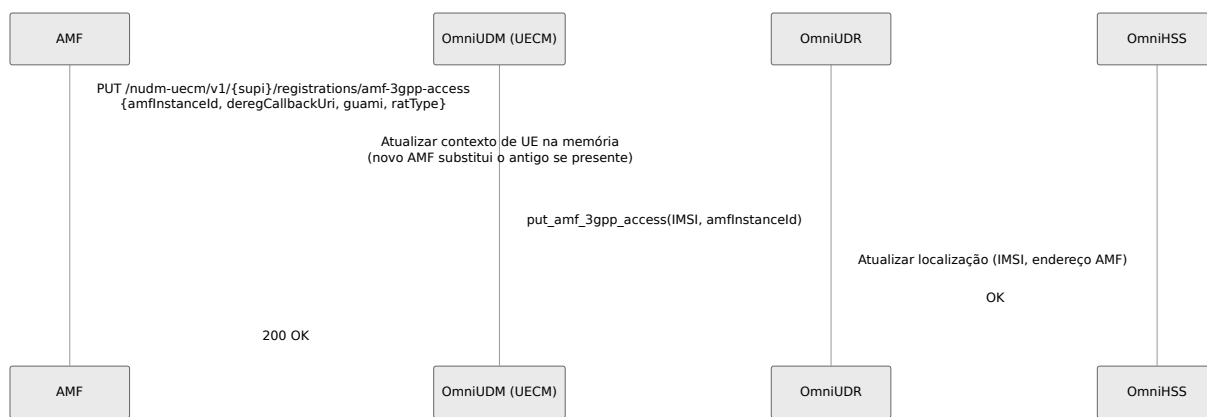 AMF
OmniUDM (UECM)
OmniUDR
OmniHSS
PUT /nudm-uecm/v1/{supi}/registrations/amf-3gpp-access
{amfInstanceId, deregCallbackUri, guami, ratType}
Atualizar contexto de UE na memória
(novo AMF substitui o antigo se presente)
put_amf_3gpp_access(IMSI, amfInstanceId)
Atualizar localização (IMSI, endereço AMF)
OK
200 OK
AMF
OmniUDM (UECM)
OmniUDR
OmniHSS